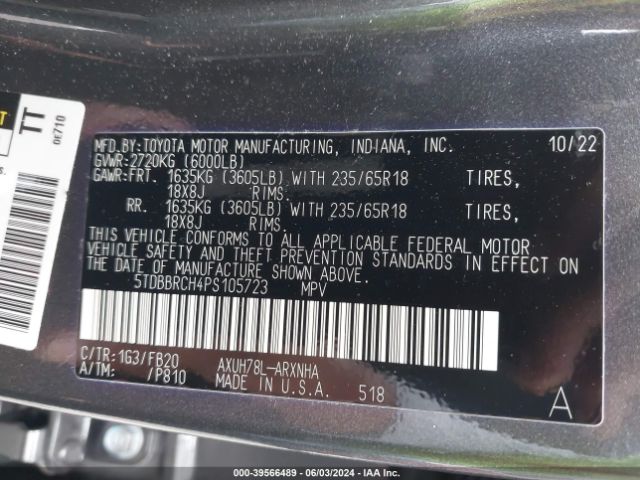 TT
0E710
MFD.BY:TOYOTA MOTOR MANUFACTURING, INDIANA, INC. 10/22
GVWR:2720KG (6000LB)
GAWR:FRT. 1635KG (3605LB) WITH 235/65R18 TIRES,
18X8J RIMS.
RR. 1635KG (3605LB) WITH 235/65R18 TIRES,
18X8J RIMS.
THIS VEHICLE CONFORMS TO ALL APPLICABLE FEDERAL MOTOR
VEHICLE SAFETY AND THEFT PREVENTION STANDARDS IN EFFECT ON
THE DATE OF MANUFACTURE SHOWN ABOVE.
5TDBBRCH4PS105723 MPV
C/TR:1G3/FB20 AXUH78L-ARXNHA
A/TM: /P810 MADE IN U.S.A. 518
A
000-39566489 - 06/03/2024 - IAA Inc.